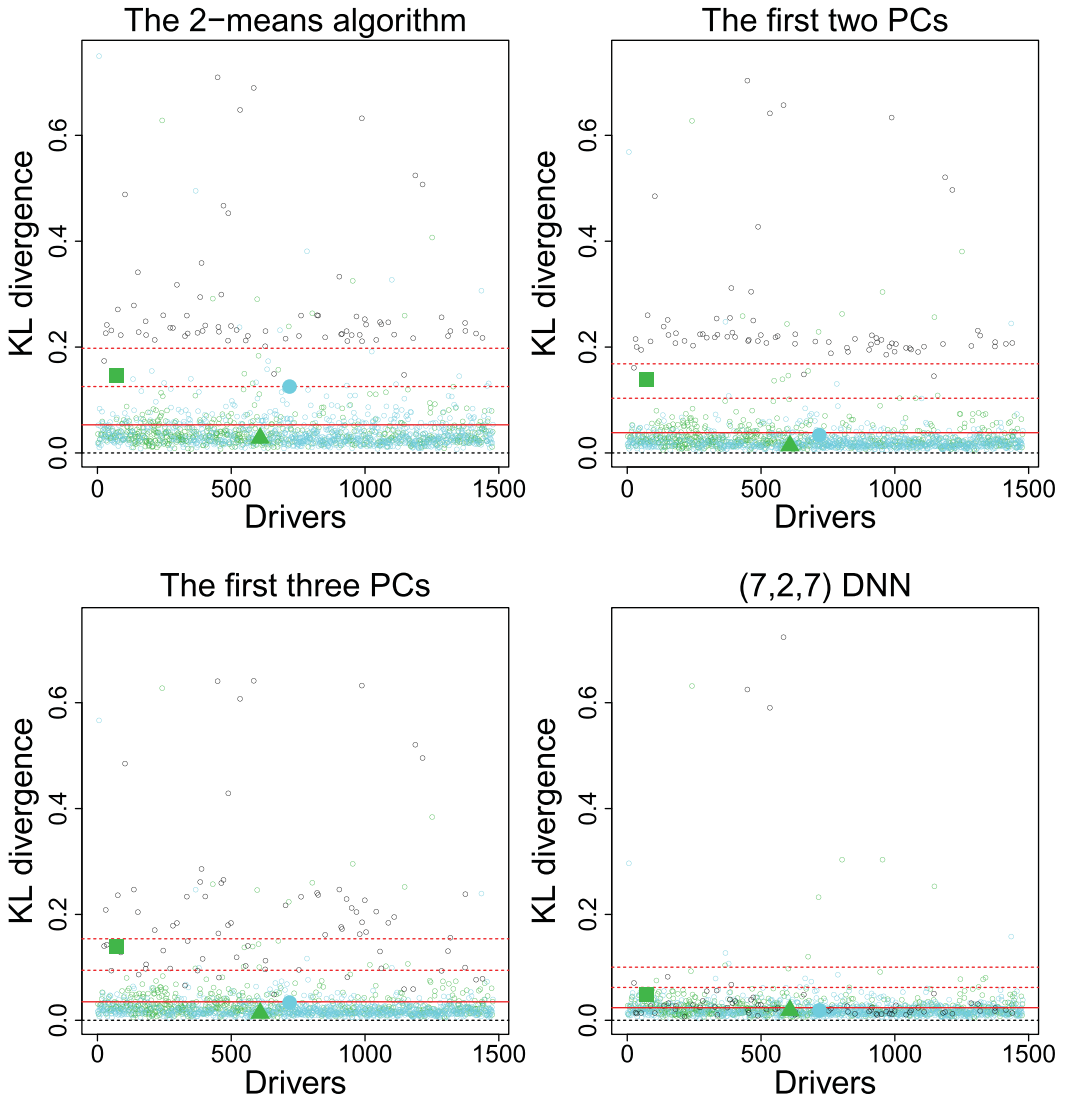 The 2−means algorithm
KL divergence
0.0 0.2 0.4 0.6
0 500 1000 1500
Drivers
The first two PCs
KL divergence
0.0 0.2 0.4 0.6
0 500 1000 1500
Drivers
The first three PCs
KL divergence
0.0 0.2 0.4 0.6
0 500 1000 1500
Drivers
(7,2,7) DNN
KL divergence
0.0 0.2 0.4 0.6
0 500 1000 1500
Drivers